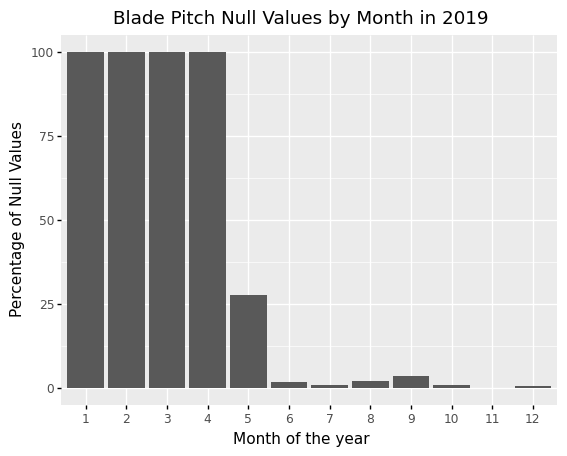 Blade Pitch Null Values by Month in 2019
Percentage of Null Values
100
75
50
25
0
1 2 3 4 5 6 7 8 9 10 11 12
Month of the year